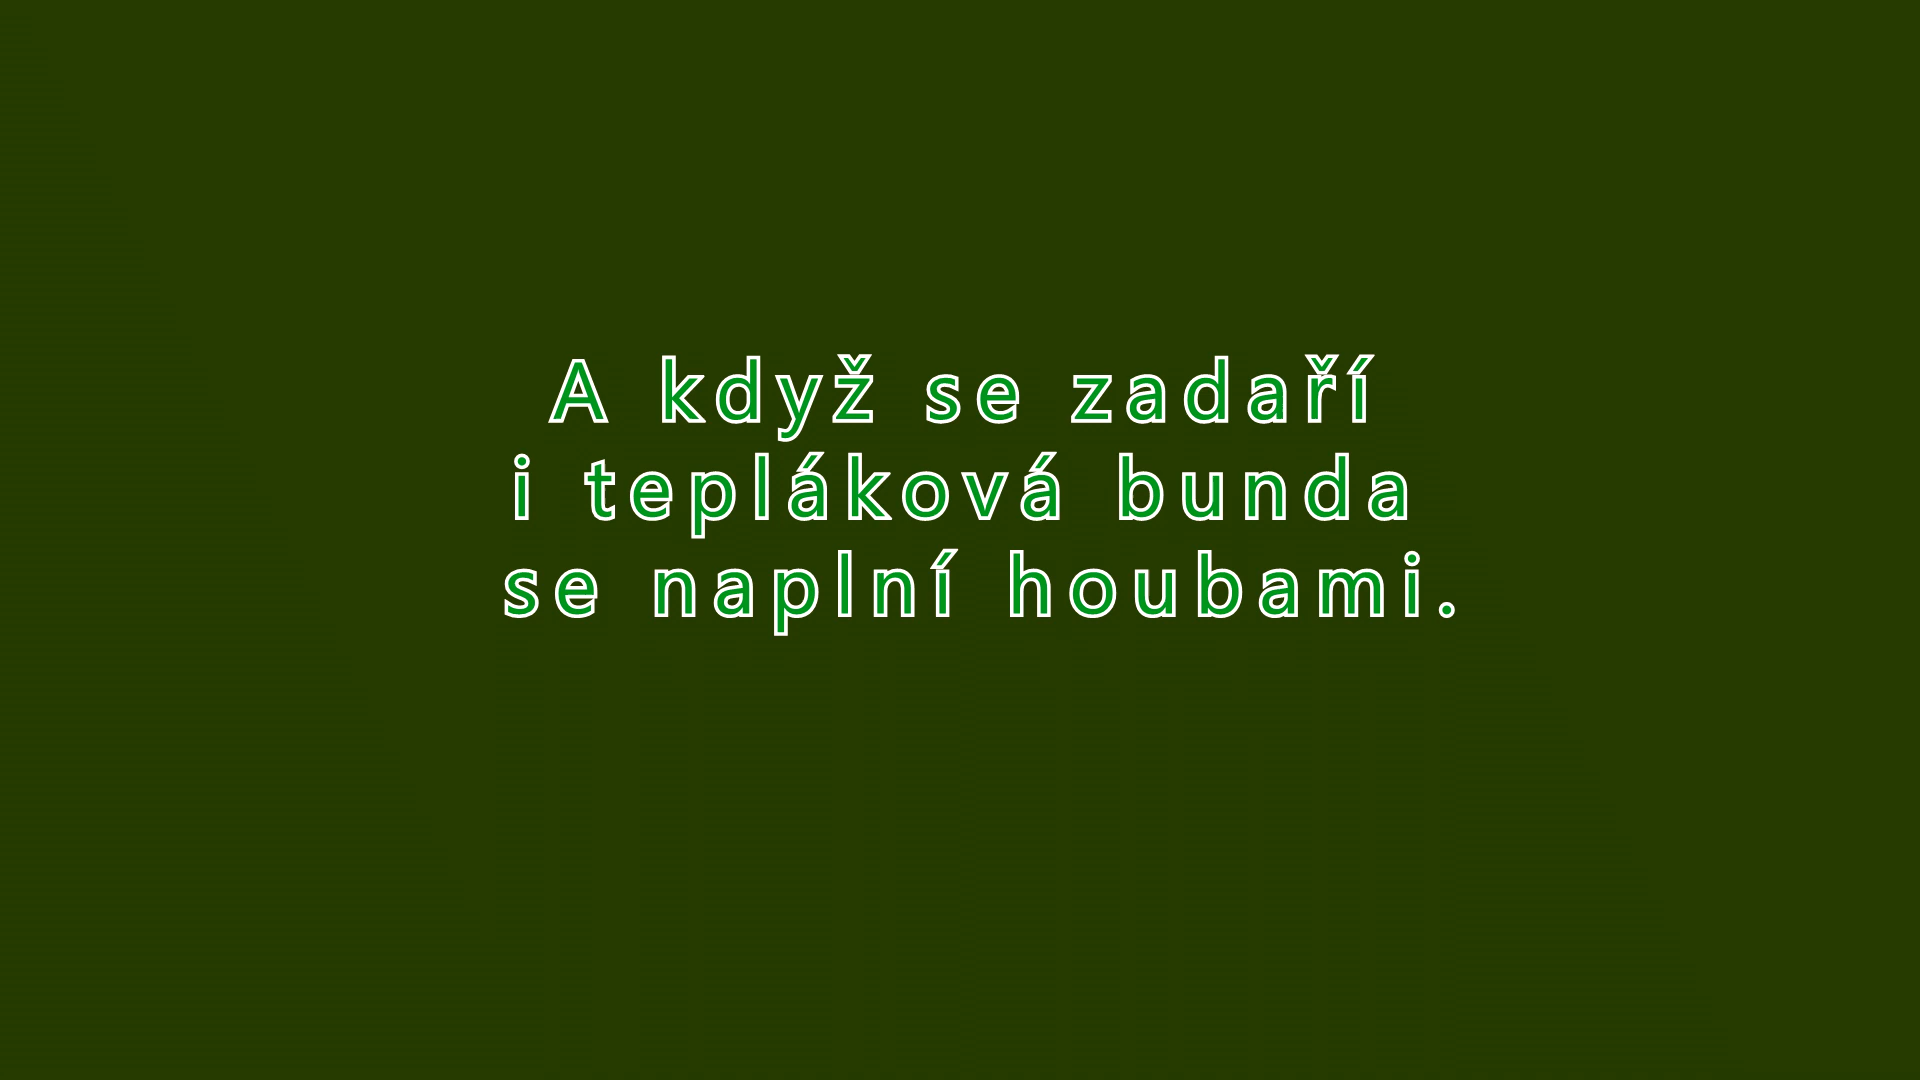 A když se zadaří
i tepláková bunda
se naplní houbami.